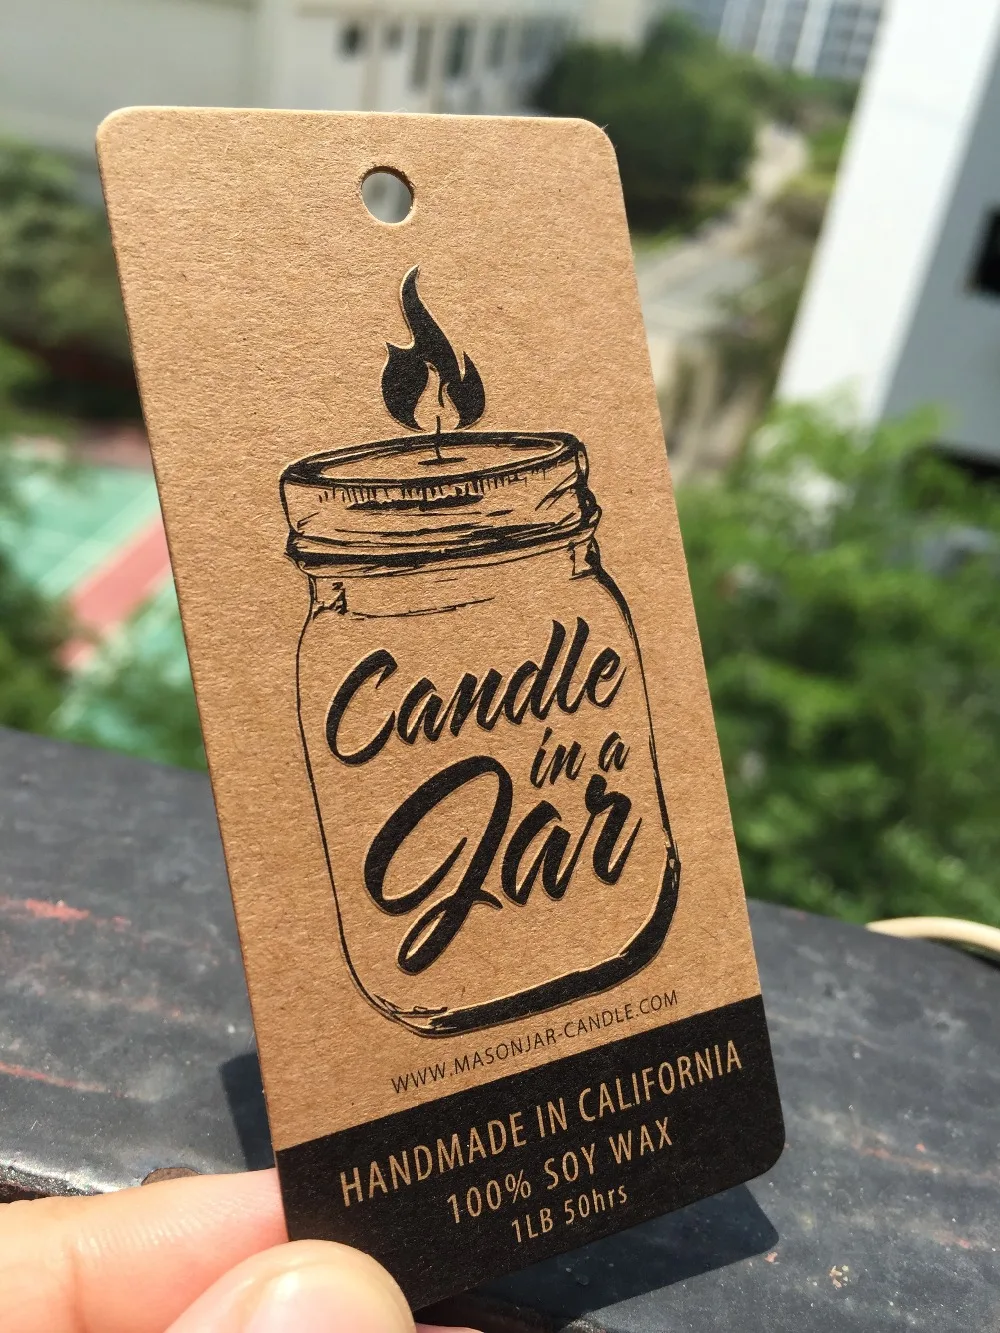 Candle
in a
Jar
WWW.MASONJAR-CANDLE.COM
HANDMADE IN CALIFORNIA
100% SOY WAX
1LB 50hrs